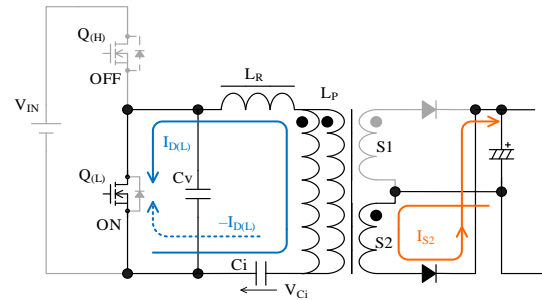 Q(H)
OFF
VIN
LR
LP
ID(L)
S1
Q(L)
Cv
ON
–ID(L)
S2
IS2
Ci
VCi
+